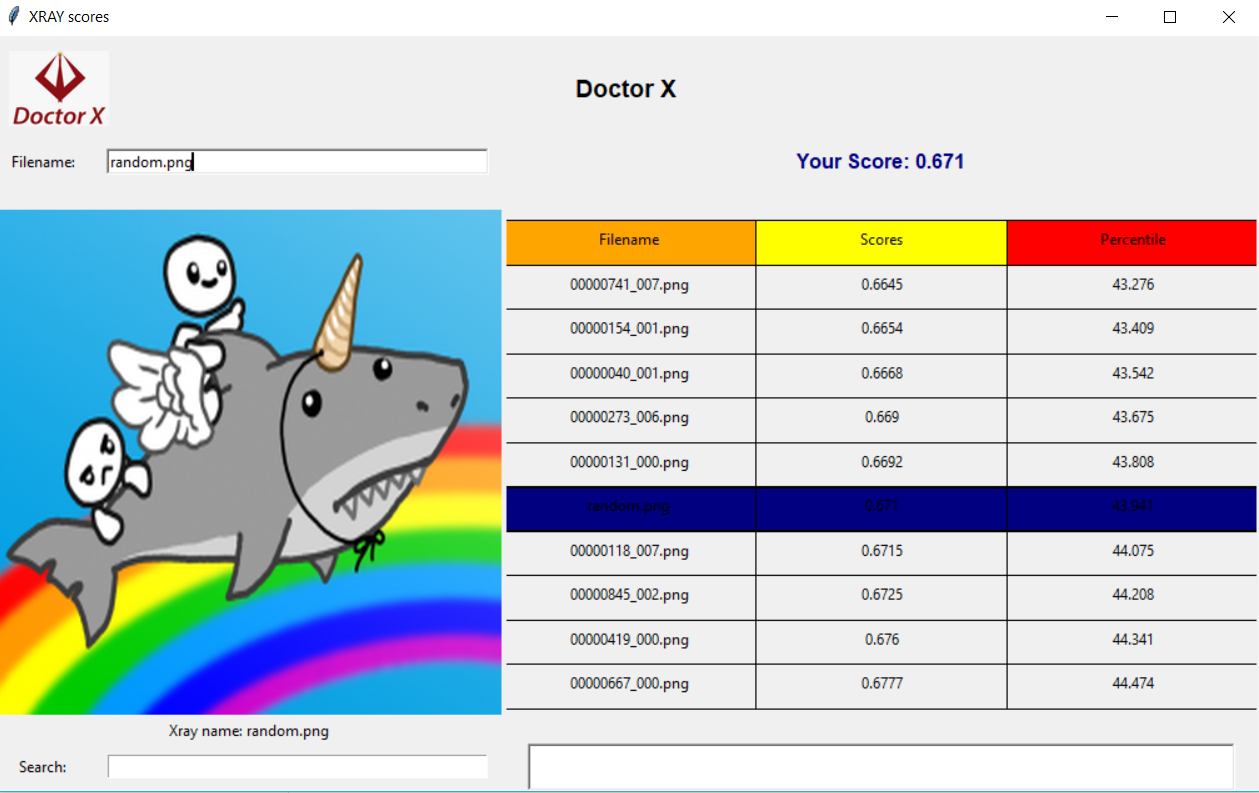 XRAY scores
Doctor X
Doctor X
Filename: random.png
Your Score: 0.671
Filename Scores Percentile
00000741_007.png 0.6645 43.276
00000154_001.png 0.6654 43.409
00000040_001.png 0.6668 43.542
00000273_006.png 0.669 43.675
00000131_000.png 0.6692 43.808
random.png 0.671 43.941
00000118_007.png 0.6715 44.075
00000845_002.png 0.6725 44.208
00000419_000.png 0.676 44.341
00000667_000.png 0.6777 44.474
Xray name: random.png
Search: